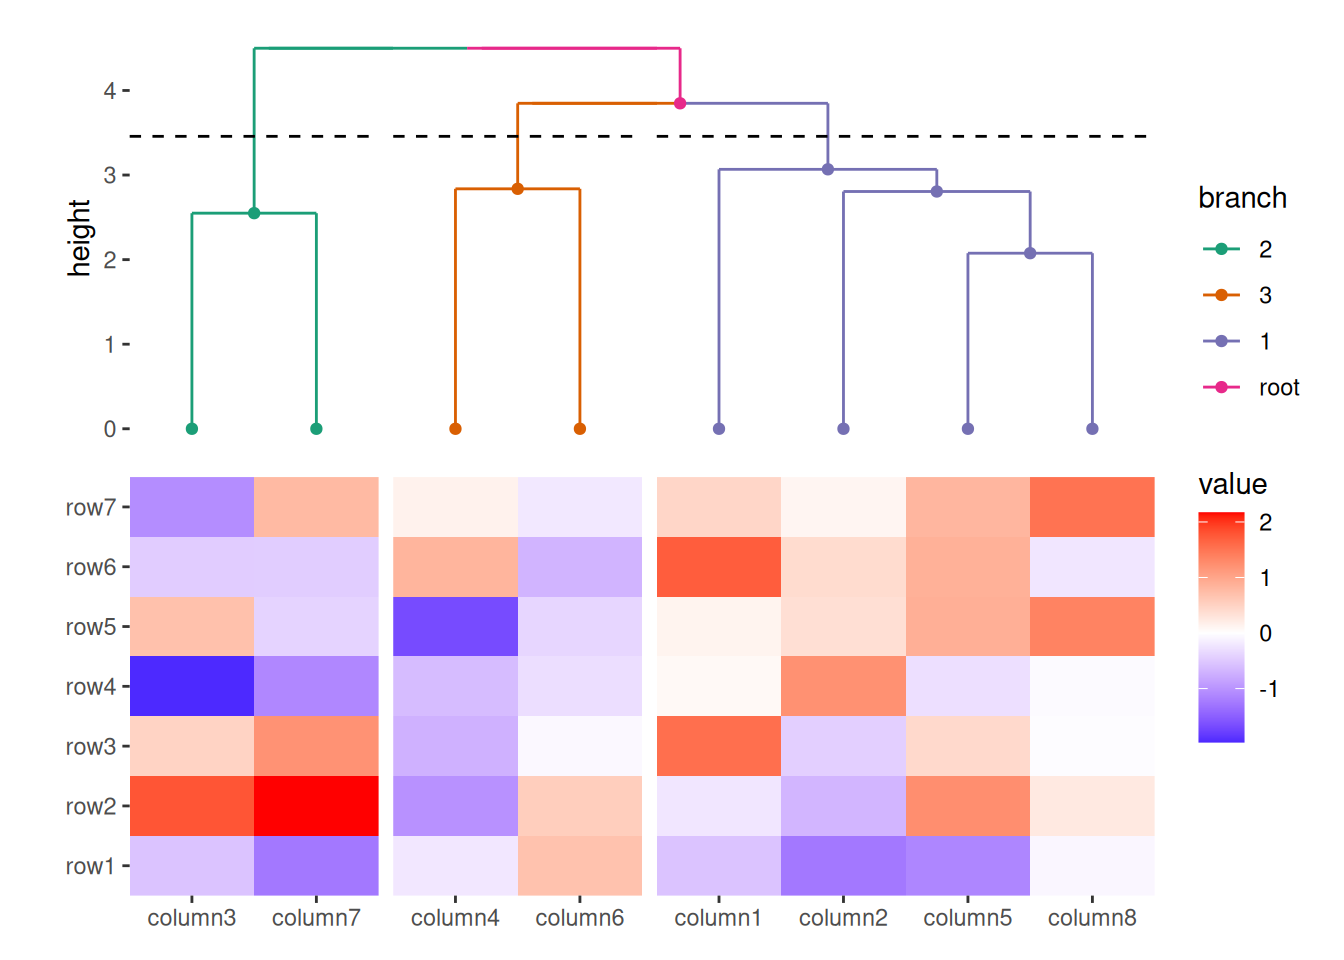 4
3
2
1
0
height
branch
2
3
1
root
row7
row6
row5
row4
row3
row2
row1
column3 column7 column4 column6 column1 column2 column5 column8
value
2
1
0
-1